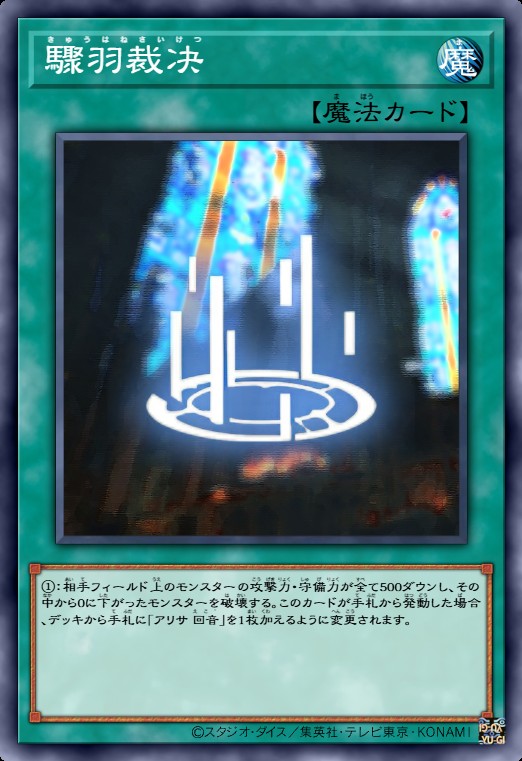 驟羽裁决
魔
【魔法カード】
①：相手フィールド上のモンスターの攻撃力・守備力が全て500ダウンし、その
中から0に下がったモンスターを破壊する。このカードが手札から発動した場合
、デッキから手札に「アリサ 回音」を1枚加えるように変更されます。
©スタジオ・ダイス／集英社・テレビ東京・KONAMI